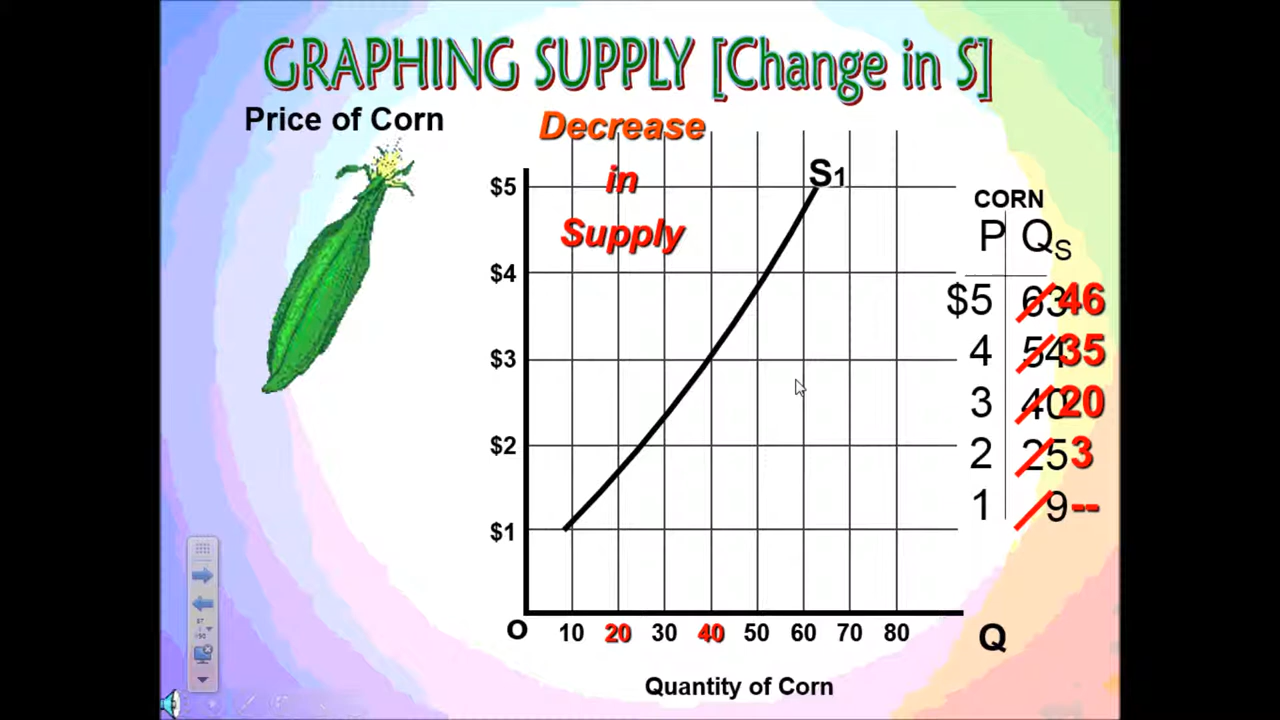 GRAPHING SUPPLY [Change in S]
Price of Corn
Decrease
in
Supply
S1
$5
$4
$3
$2
$1
O 10 20 30 40 50 60 70 80 Q
Quantity of Corn
CORN
P QS
$5 63 46
4 54 35
3 40 20
2 25 3
1 9 --